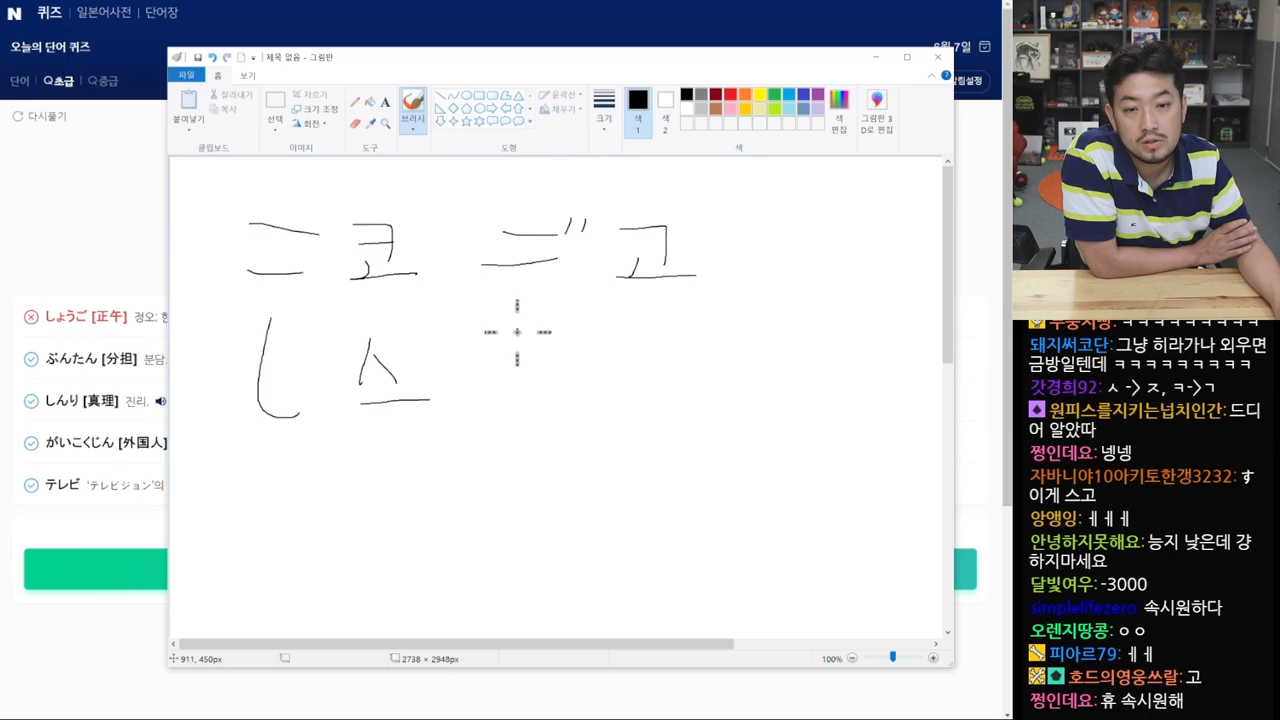 N 퀴즈 일본어사전 단어장
오늘의 단어 퀴즈
월 7일
단어 초급 중급
알림설정
다시풀기
제목 없음 - 그림판
파일 홈 보기
붙여넣기
잘라내기
복사
클립보드
선택
자르기
크기 조정
회전
이미지
도구
브러시
윤곽선
채우기
도형
크기
색 1
색 2
색 편집
그림판 3D로 편집
색
こ 코 ご 고
し 스
しょうご [正午] 정오;
ぶんたん [分担] 분담.
しんり [真理] 진리.
がいこくじん [外国人]
テレビ 'テレビジョン'의
911, 450px
2738 × 2948px
100%
ㅋㅋㅋㅋㅋㅋㅋㅋㅋ
돼지써코단: 그냥 히라가나 외우면 금방일텐데 ㅋㅋㅋㅋㅋㅋㅋㅋㅋ
갓경희92: ㅅ -> ㅈ, ㅋ->ㄱ
원피스를지키는넙치인간: 드디어 알았따
쩡인데요: 넹넹
자바니야10아키토한갱3232: す 이게 스고
앙앵잉: ㅔㅔㅔ
안녕하지못해요: 능지 낮은데 걍 하지마세요
달빛여우: -3000
simplelifezero 속시원하다
오렌지땅콩: ㅇㅇ
피아르79: ㅔㅔ
호드의영웅쓰랄: 고
쩡인데요: 휴 속시원해